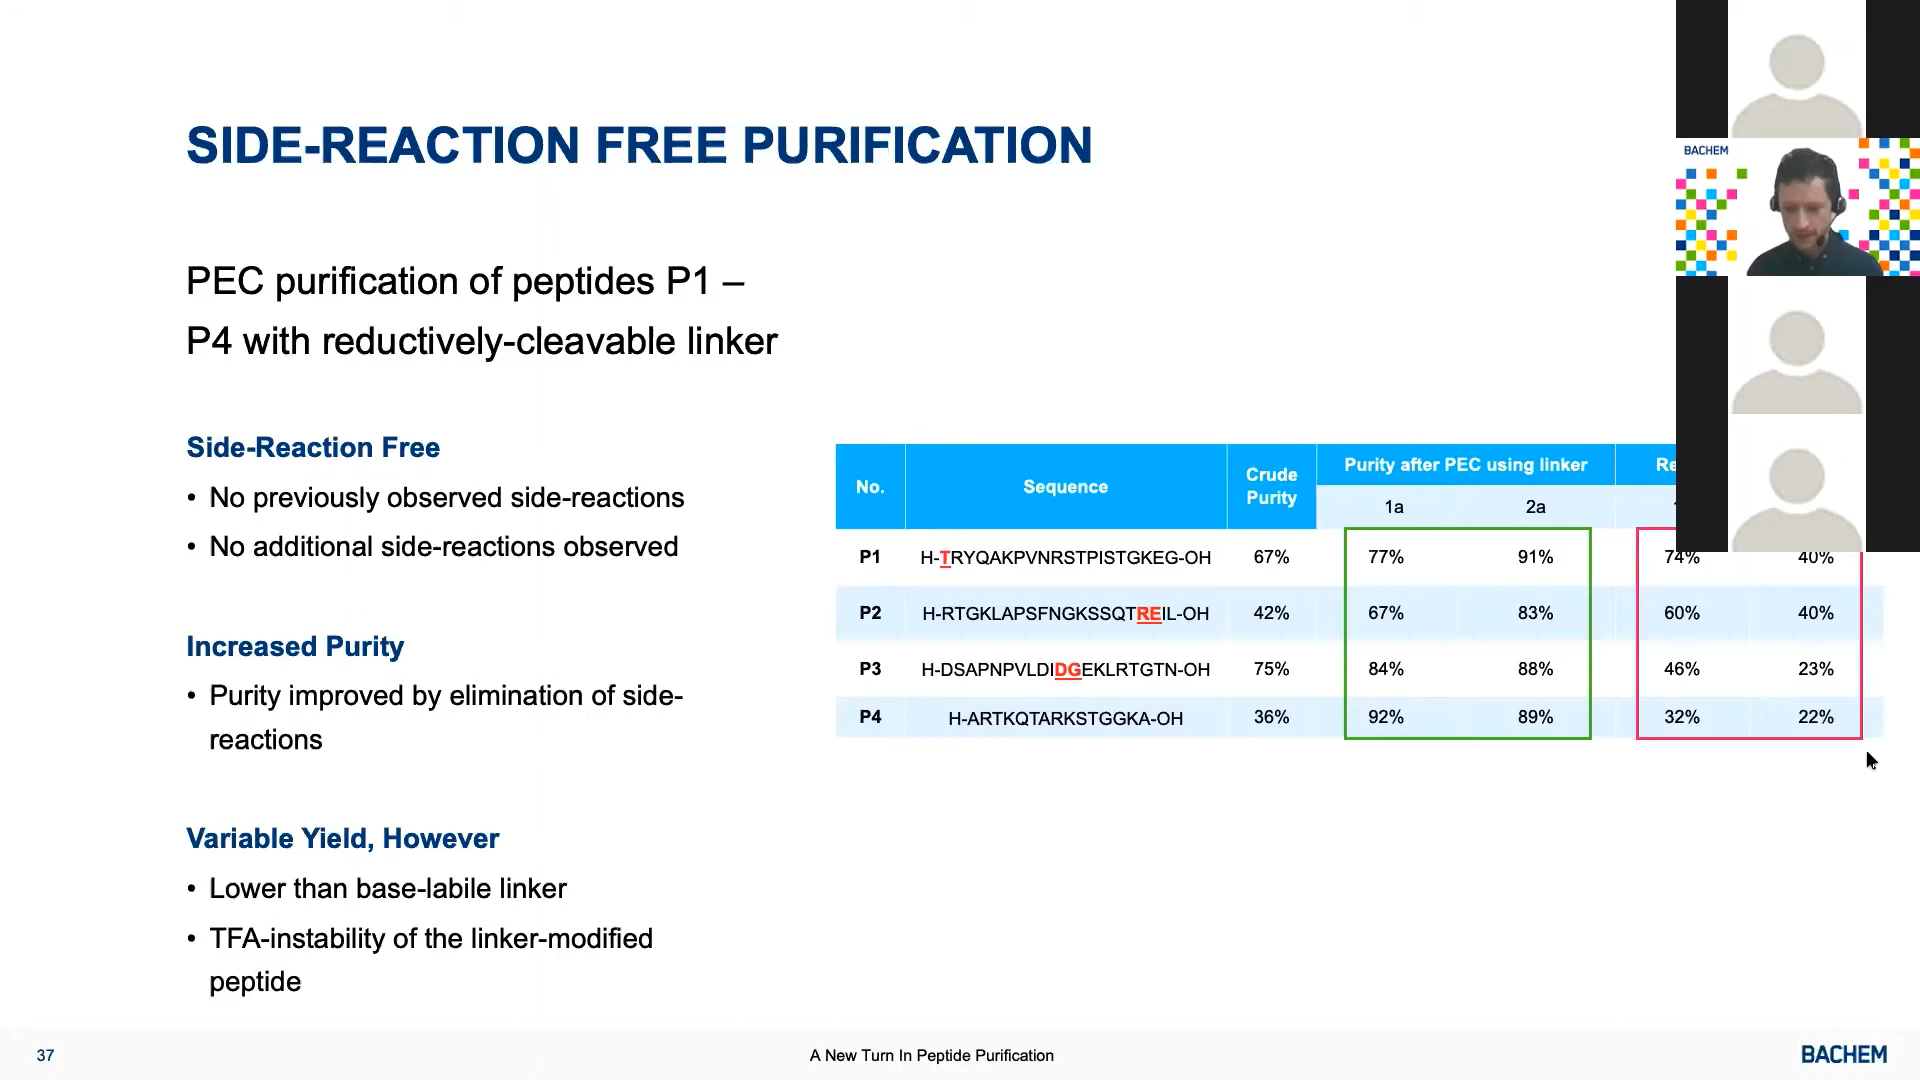 SIDE-REACTION FREE PURIFICATION
BACHEM
PEC purification of peptides P1 –
P4 with reductively-cleavable linker
Side-Reaction Free
• No previously observed side-reactions
• No additional side-reactions observed
Increased Purity
• Purity improved by elimination of side-
reactions
Variable Yield, However
• Lower than base-labile linker
• TFA-instability of the linker-modified
peptide
No. Sequence Crude Purity Purity after PEC using linker
1a 2a
P1 H-TRYQAKPVNRSTPISTGKEG-OH 67% 77% 91% 74% 40%
P2 H-RTGKLAPSFNGKSSQTREIL-OH 42% 67% 83% 60% 40%
P3 H-DSAPNPVLDIDGEKLRTGTN-OH 75% 84% 88% 46% 23%
P4 H-ARTKQTARKSTGGKA-OH 36% 92% 89% 32% 22%
37 A New Turn In Peptide Purification BACHEM